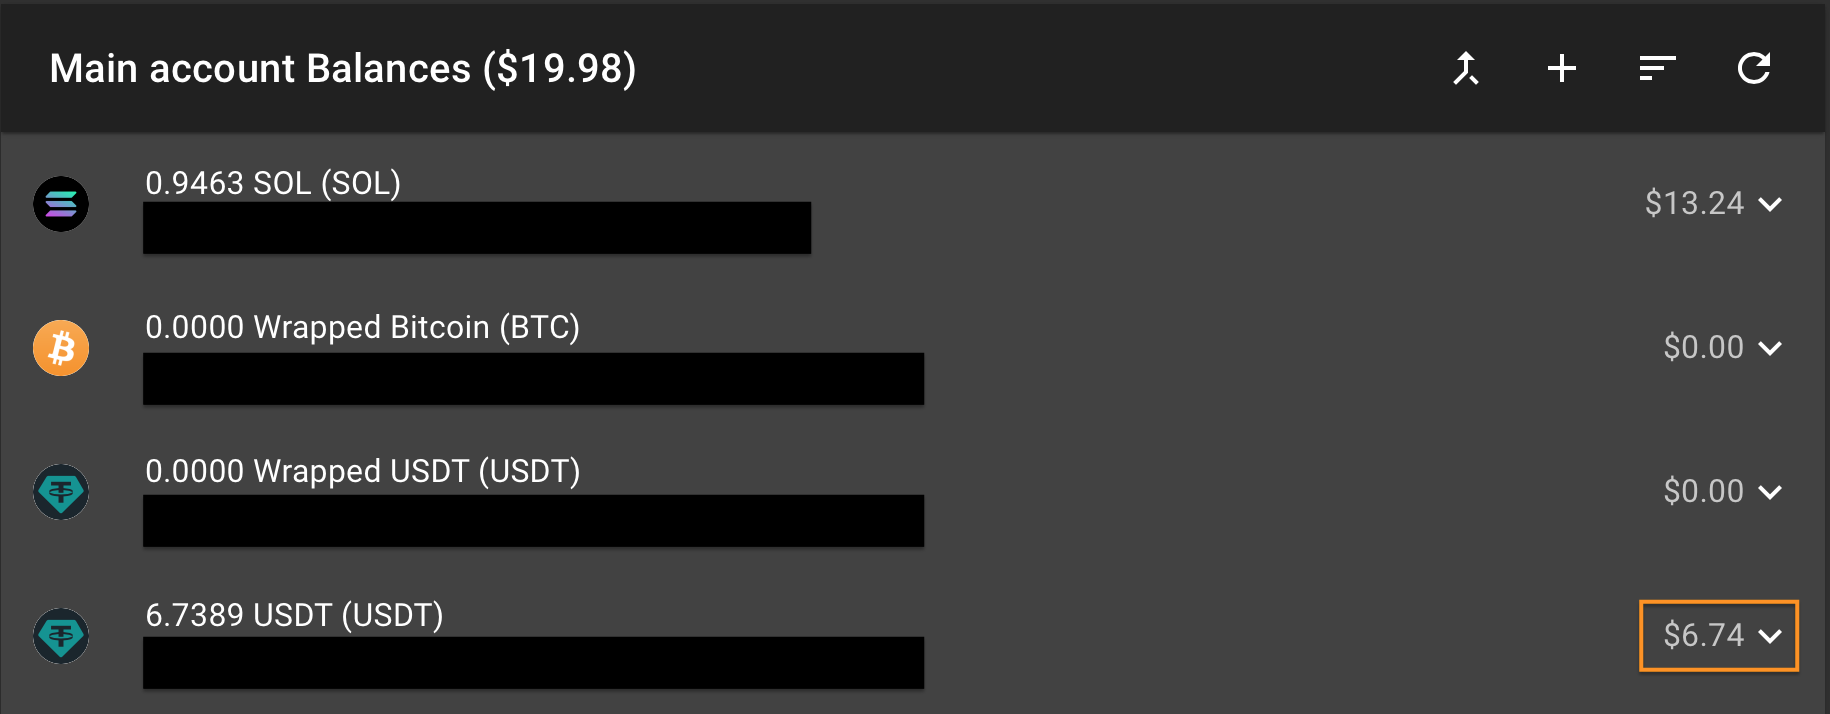 Main account Balances ($19.98)
0.9463 SOL (SOL)
$13.24
0.0000 Wrapped Bitcoin (BTC)
$0.00
0.0000 Wrapped USDT (USDT)
$0.00
6.7389 USDT (USDT)
$6.74